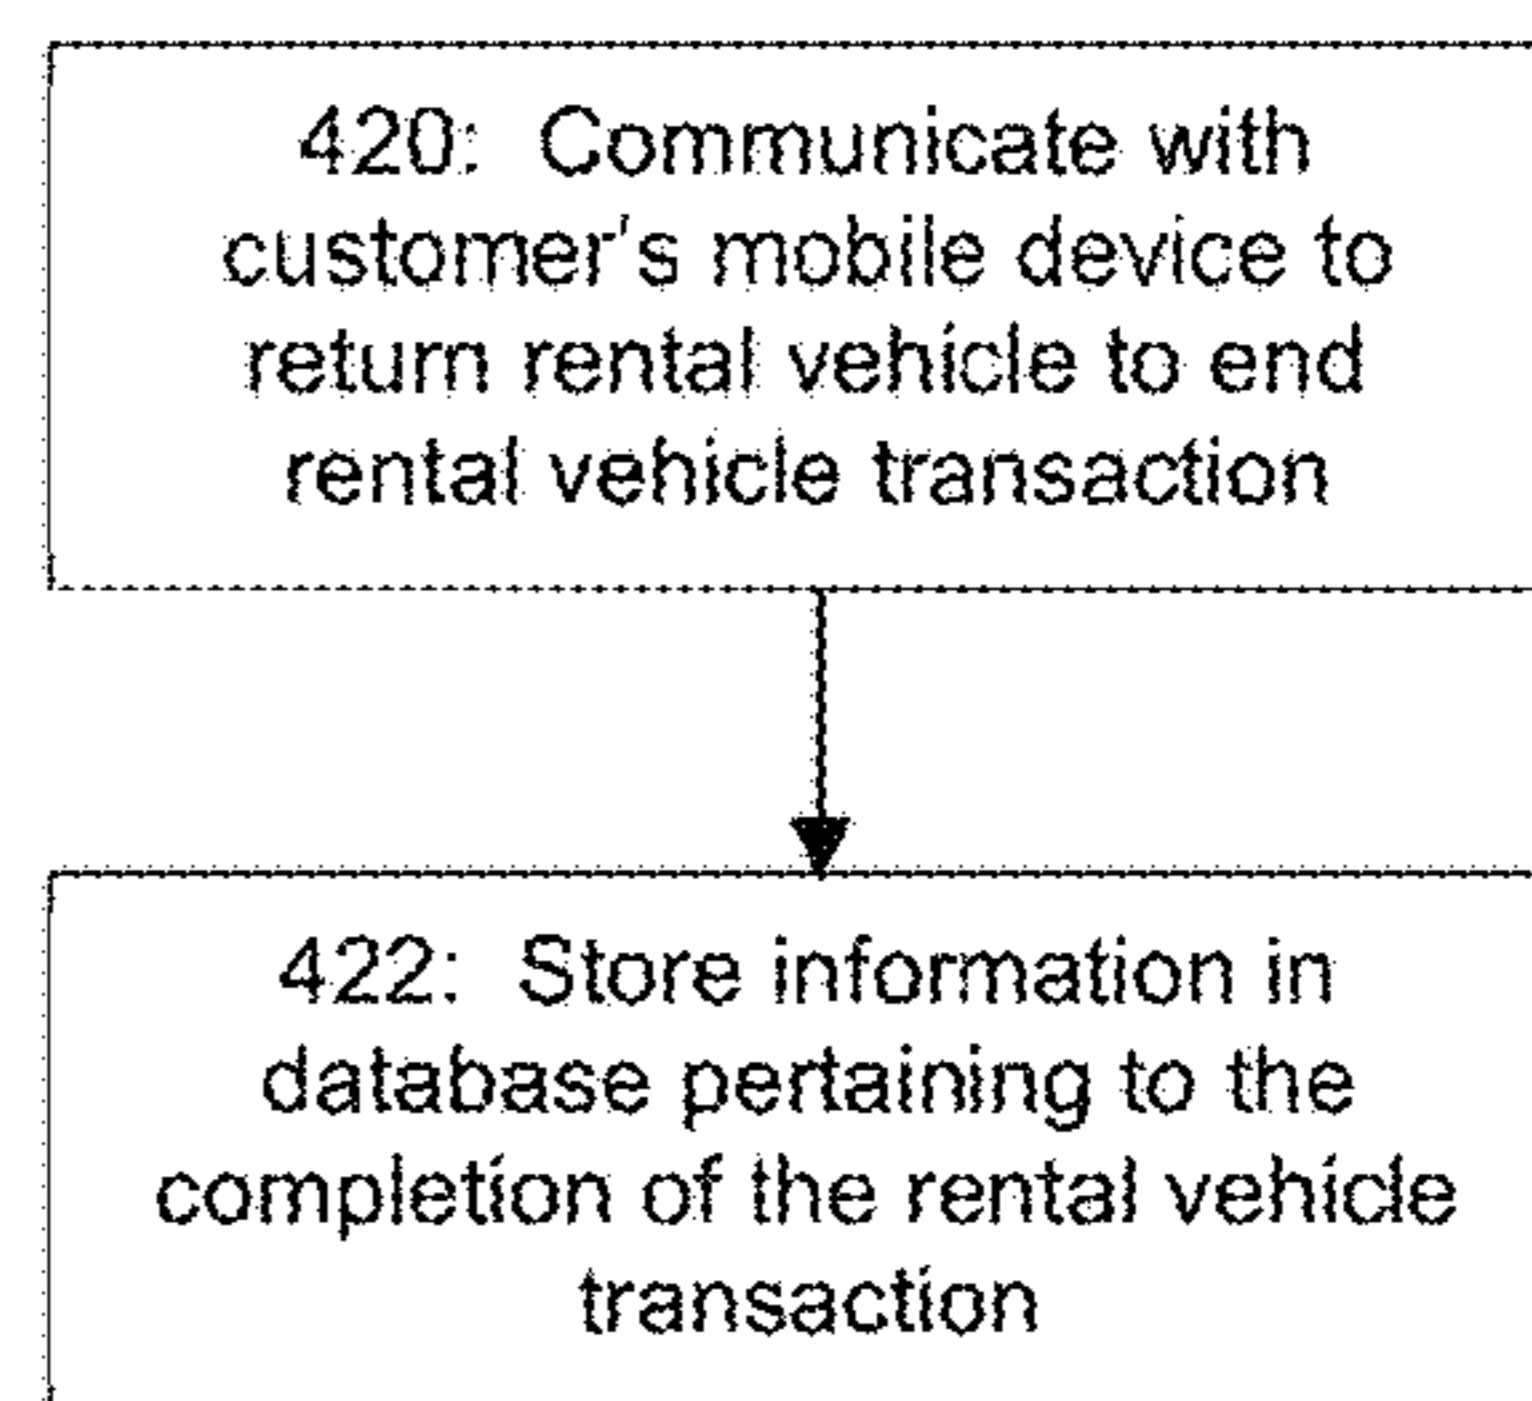 420: Communicate with
customer's mobile device to
return rental vehicle to end
rental vehicle transaction
422: Store information in
database pertaining to the
completion of the rental vehicle
transaction